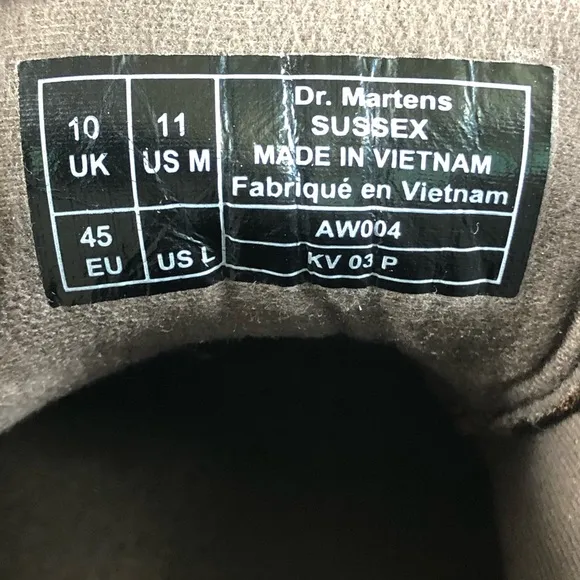 10
UK
11
US M
Dr. Martens
SUSSEX
MADE IN VIETNAM
Fabriqué en Vietnam
45
EU
US L
AW004
KV 03 P